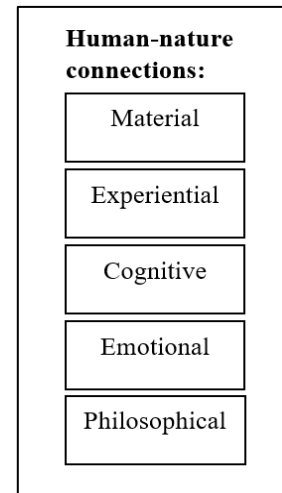 Human-nature
connections:
Material
Experiential
Cognitive
Emotional
Philosophical